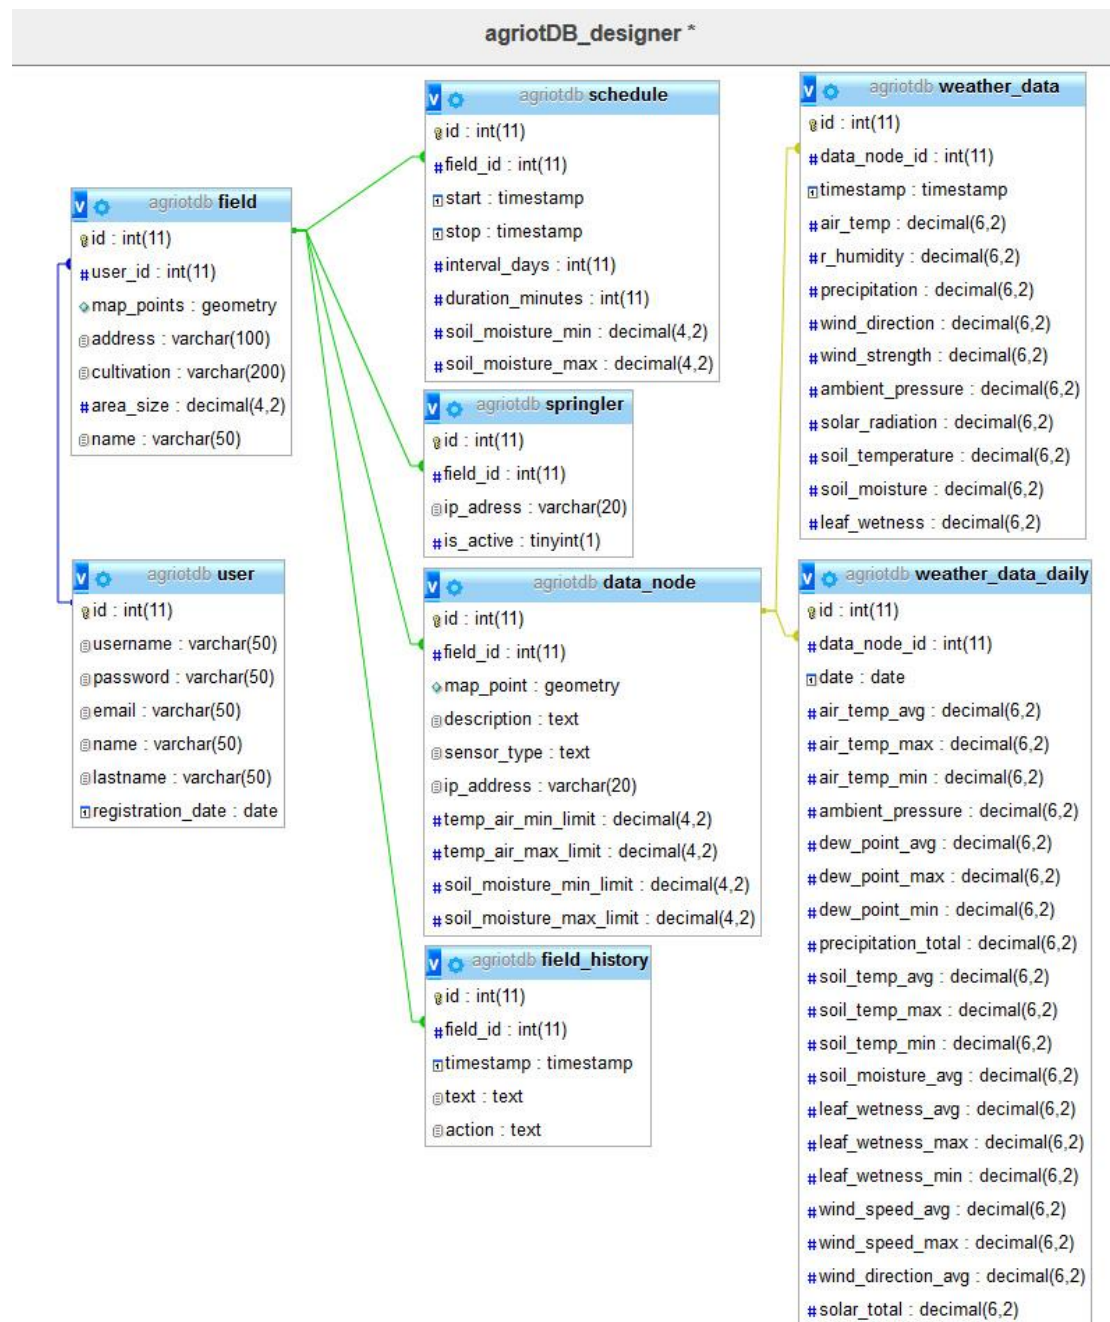 agriotDB_designer *
agriotdb field
id : int(11)
#user_id : int(11)
map_points : geometry
address : varchar(100)
cultivation : varchar(200)
#area_size : decimal(4,2)
name : varchar(50)
agriotdb user
id : int(11)
username : varchar(50)
password : varchar(50)
email : varchar(50)
name : varchar(50)
lastname : varchar(50)
registration_date : date
agriotdb schedule
id : int(11)
#field_id : int(11)
start : timestamp
stop : timestamp
#interval_days : int(11)
#duration_minutes : int(11)
#soil_moisture_min : decimal(4,2)
#soil_moisture_max : decimal(4,2)
agriotdb springler
id : int(11)
#field_id : int(11)
ip_adress : varchar(20)
#is_active : tinyint(1)
agriotdb data_node
id : int(11)
#field_id : int(11)
map_point : geometry
description : text
sensor_type : text
ip_address : varchar(20)
#temp_air_min_limit : decimal(4,2)
#temp_air_max_limit : decimal(4,2)
#soil_moisture_min_limit : decimal(4,2)
#soil_moisture_max_limit : decimal(4,2)
agriotdb field_history
id : int(11)
#field_id : int(11)
timestamp : timestamp
text : text
action : text
agriotdb weather_data
id : int(11)
#data_node_id : int(11)
timestamp : timestamp
#air_temp : decimal(6,2)
#r_humidity : decimal(6,2)
#precipitation : decimal(6,2)
#wind_direction : decimal(6,2)
#wind_strength : decimal(6,2)
#ambient_pressure : decimal(6,2)
#solar_radiation : decimal(6,2)
#soil_temperature : decimal(6,2)
#soil_moisture : decimal(6,2)
#leaf_wetness : decimal(6,2)
agriotdb weather_data_daily
id : int(11)
#data_node_id : int(11)
date : date
#air_temp_avg : decimal(6,2)
#air_temp_max : decimal(6,2)
#air_temp_min : decimal(6,2)
#ambient_pressure : decimal(6,2)
#dew_point_avg : decimal(6,2)
#dew_point_max : decimal(6,2)
#dew_point_min : decimal(6,2)
#precipitation_total : decimal(6,2)
#soil_temp_avg : decimal(6,2)
#soil_temp_max : decimal(6,2)
#soil_temp_min : decimal(6,2)
#soil_moisture_avg : decimal(6,2)
#leaf_wetness_avg : decimal(6,2)
#leaf_wetness_max : decimal(6,2)
#leaf_wetness_min : decimal(6,2)
#wind_speed_avg : decimal(6,2)
#wind_speed_max : decimal(6,2)
#wind_direction_avg : decimal(6,2)
#solar_total : decimal(6,2)